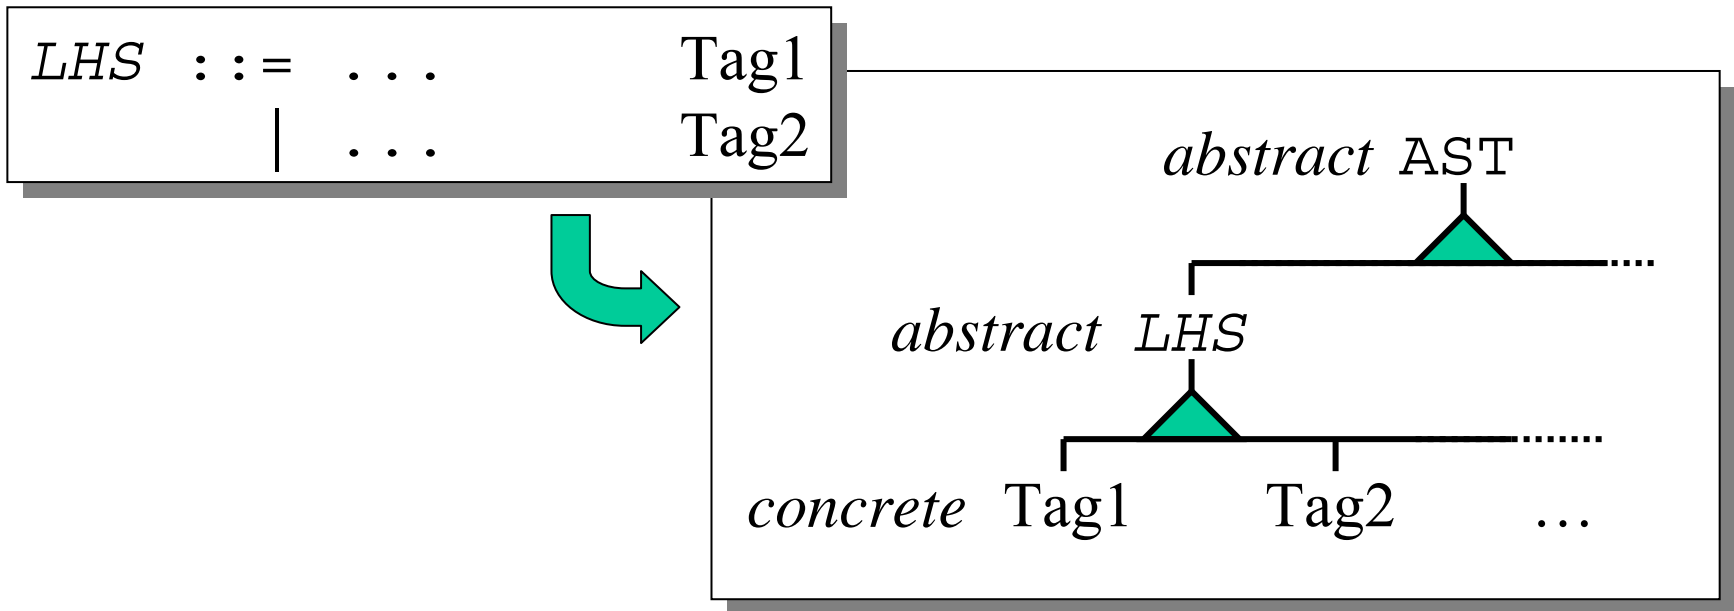 LHS ::= ... Tag1
| ... Tag2
abstract AST
abstract LHS
concrete Tag1 Tag2 ...